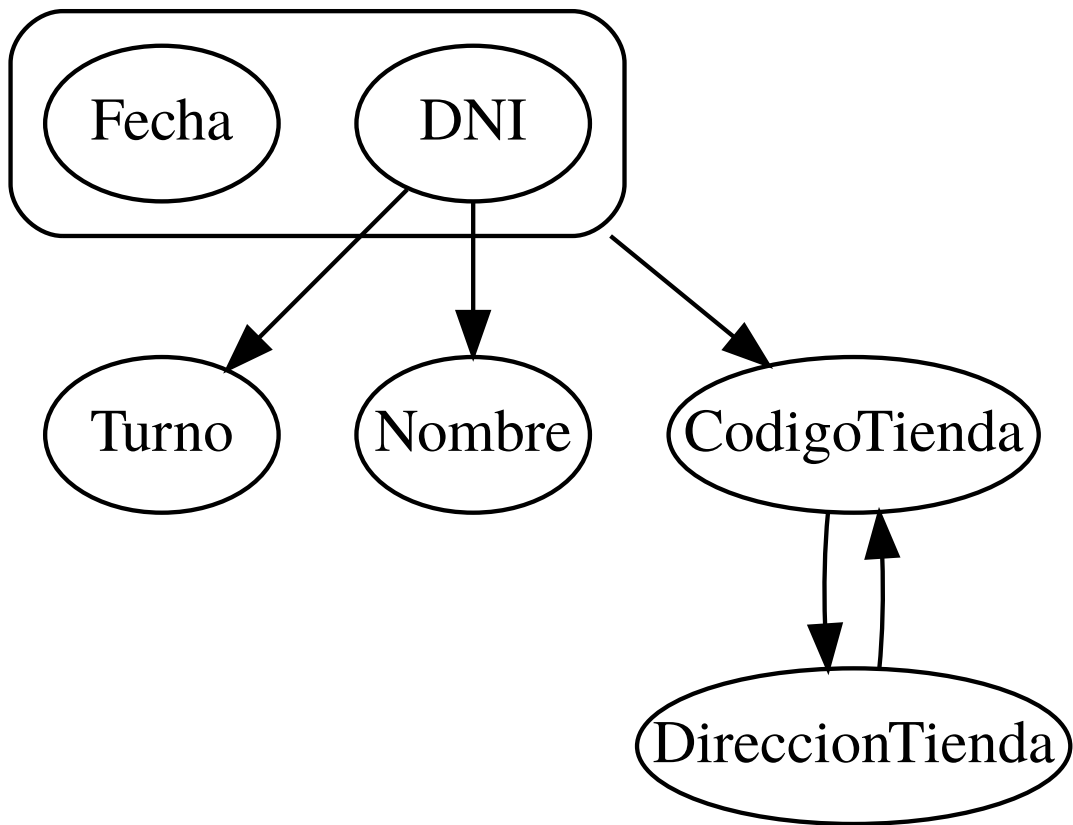 Fecha
DNI
Turno
Nombre
CodigoTienda
DireccionTienda